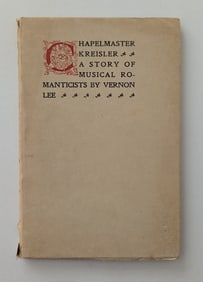 CHAPELMASTER
KREISLER
A STORY OF
MUSICAL RO-
MANTICISTS BY VERNON
LEE